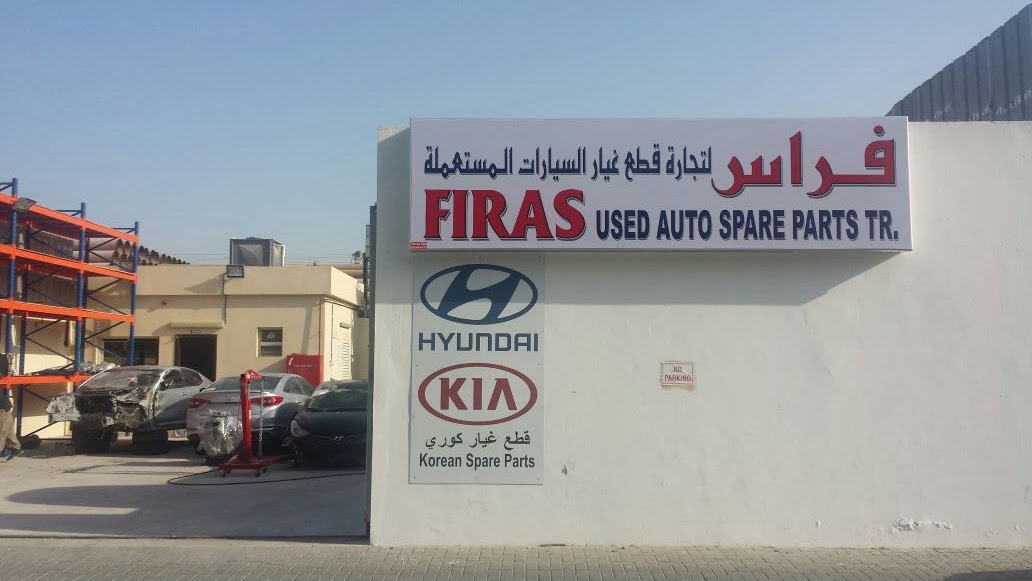 فراس لتجارة قطع غيار السيارات المستعملة
FIRAS USED AUTO SPARE PARTS TR.
HYUNDAI
KIA
قطع غيار كوري
Korean Spare Parts
NO
PARKING